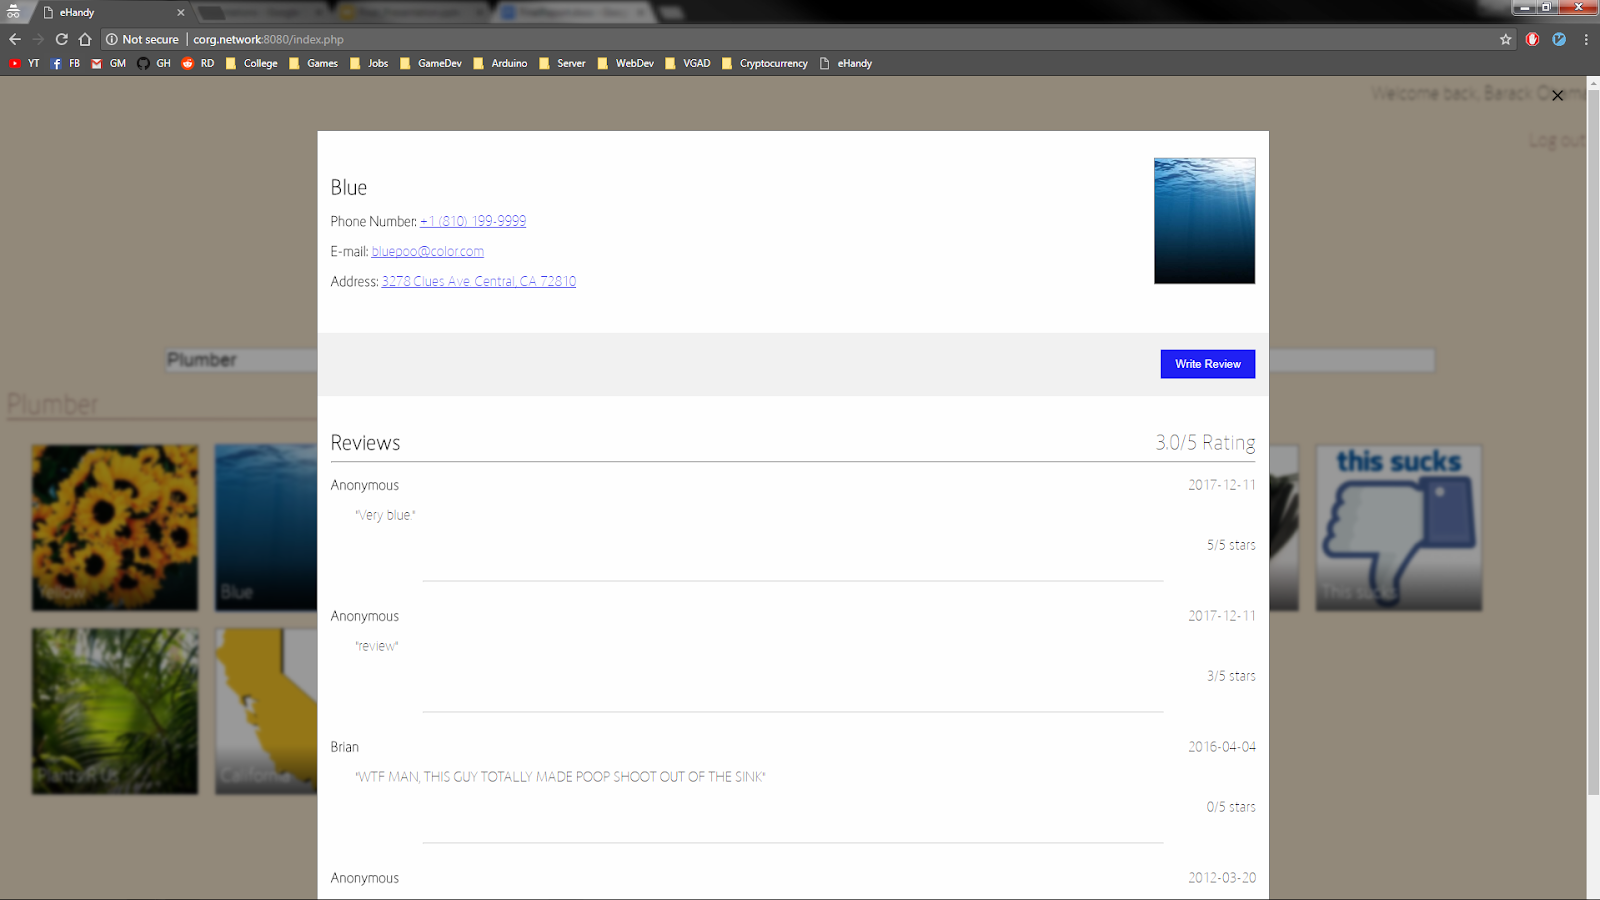 eHandy
Not secure | corg.network:8080/index.php
YT FB GM GH RD College Games Jobs GameDev Arduino Server WebDev VGAD Cryptocurrency eHandy
Welcome back, Barack
Log out
Blue
Phone Number: +1 (810) 199-9999
E-mail: bluepoo@color.com
Address: 3278 Clues Ave. Central, CA 72810
Plumber
Write Review
Plumber
Reviews 3.0/5 Rating
Anonymous 2017-12-11
"Very blue."
5/5 stars
Anonymous 2017-12-11
"review"
3/5 stars
Brian 2016-04-04
"WTF MAN, THIS GUY TOTALLY MADE POOP SHOOT OUT OF THE SINK"
0/5 stars
Anonymous 2012-03-20
this sucks
Yellow
Blue
This sucks
Plants R Us
California